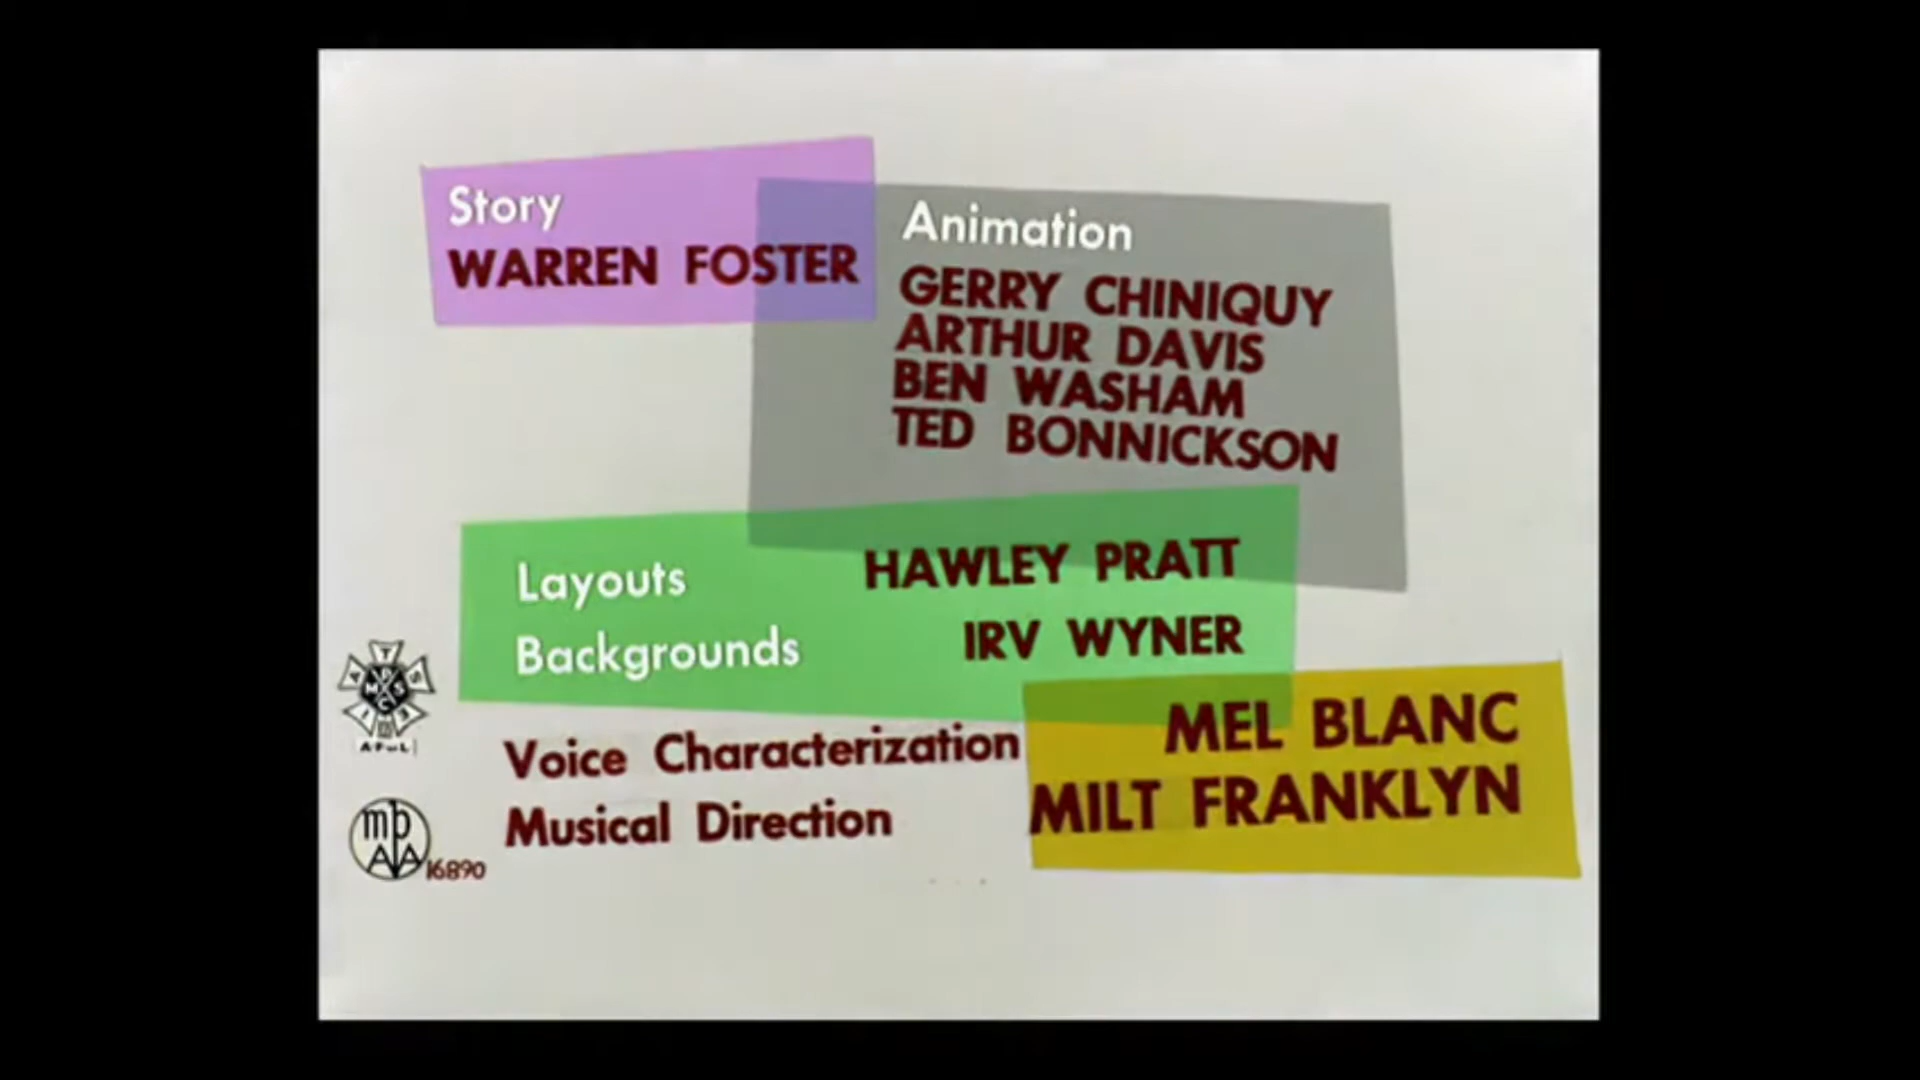 Story
WARREN FOSTER
Animation
GERRY CHINIQUY
ARTHUR DAVIS
BEN WASHAM
TED BONNICKSON
Layouts HAWLEY PRATT
Backgrounds IRV WYNER
Voice Characterization MEL BLANC
Musical Direction MILT FRANKLYN
16890